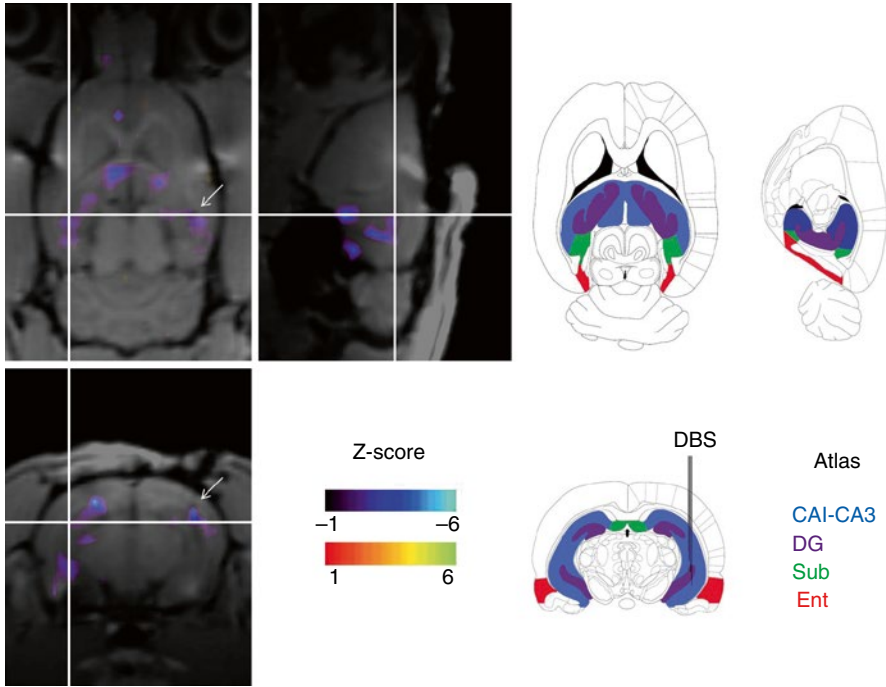 Z-score
−1
−6
1
6
DBS
Atlas
CAI-CA3
DG
Sub
Ent